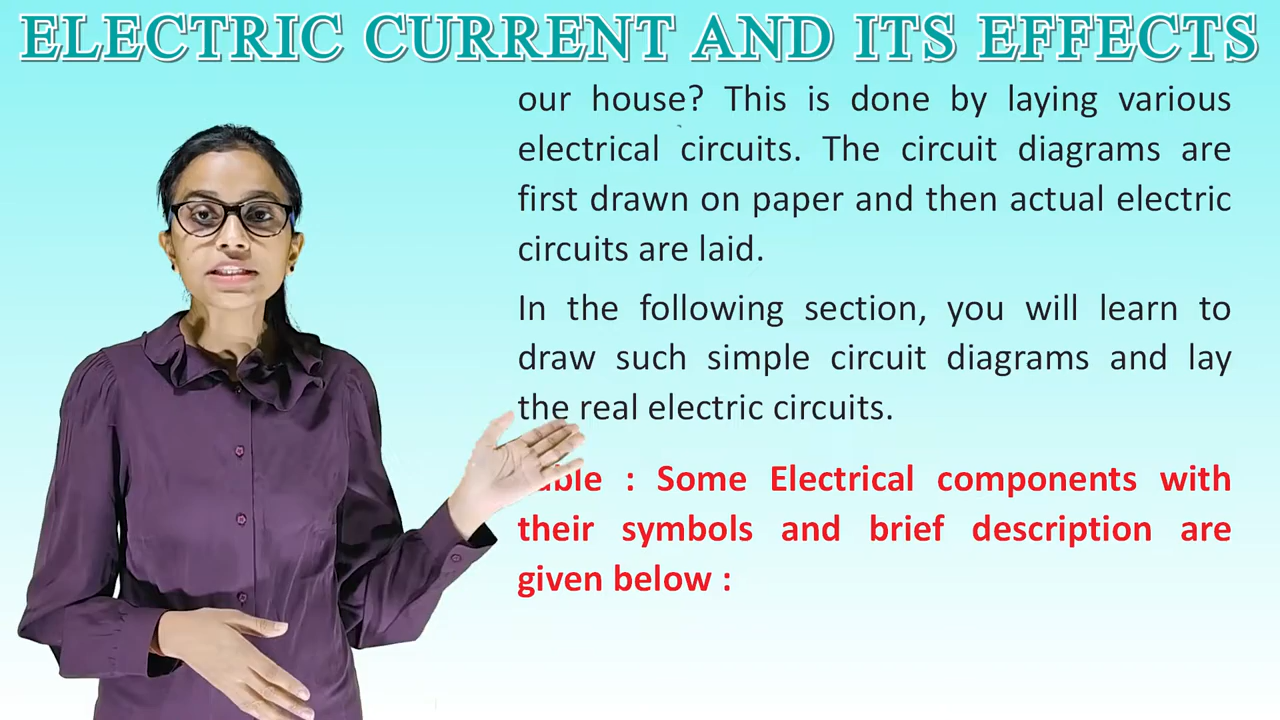 ELECTRIC CURRENT AND ITS EFFECTS
our house? This is done by laying various
electrical circuits. The circuit diagrams are
first drawn on paper and then actual electric
circuits are laid.
In the following section, you will learn to
draw such simple circuit diagrams and lay
the real electric circuits.
Table : Some Electrical components with
their symbols and brief description are
given below :